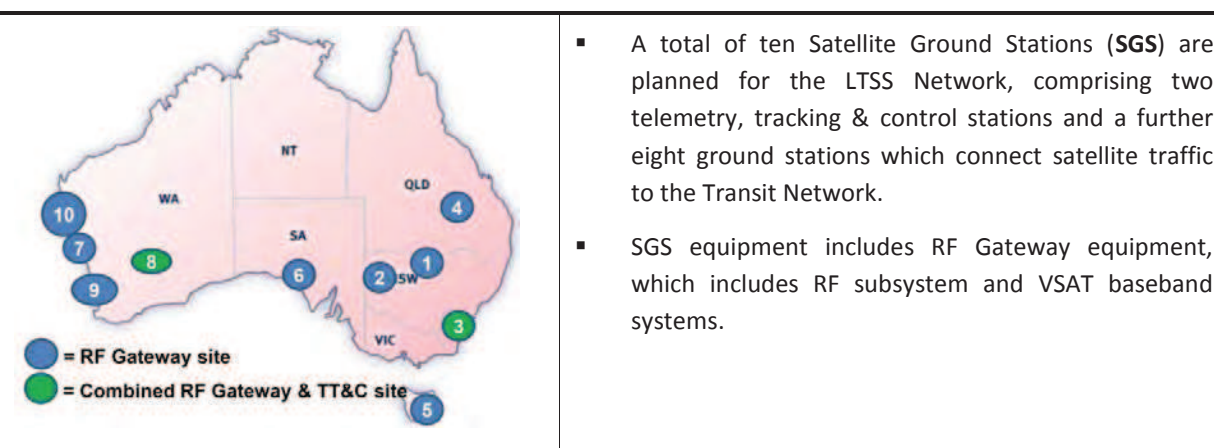 NT
QLD
WA
10
4
SA
7
8
6
2
SW
1
9
3
VIC
= RF Gateway site
= Combined RF Gateway & TT&C site
5
▪ A total of ten Satellite Ground Stations (SGS) are
planned for the LTSS Network, comprising two
telemetry, tracking & control stations and a further
eight ground stations which connect satellite traffic
to the Transit Network.
▪ SGS equipment includes RF Gateway equipment,
which includes RF subsystem and VSAT baseband
systems.